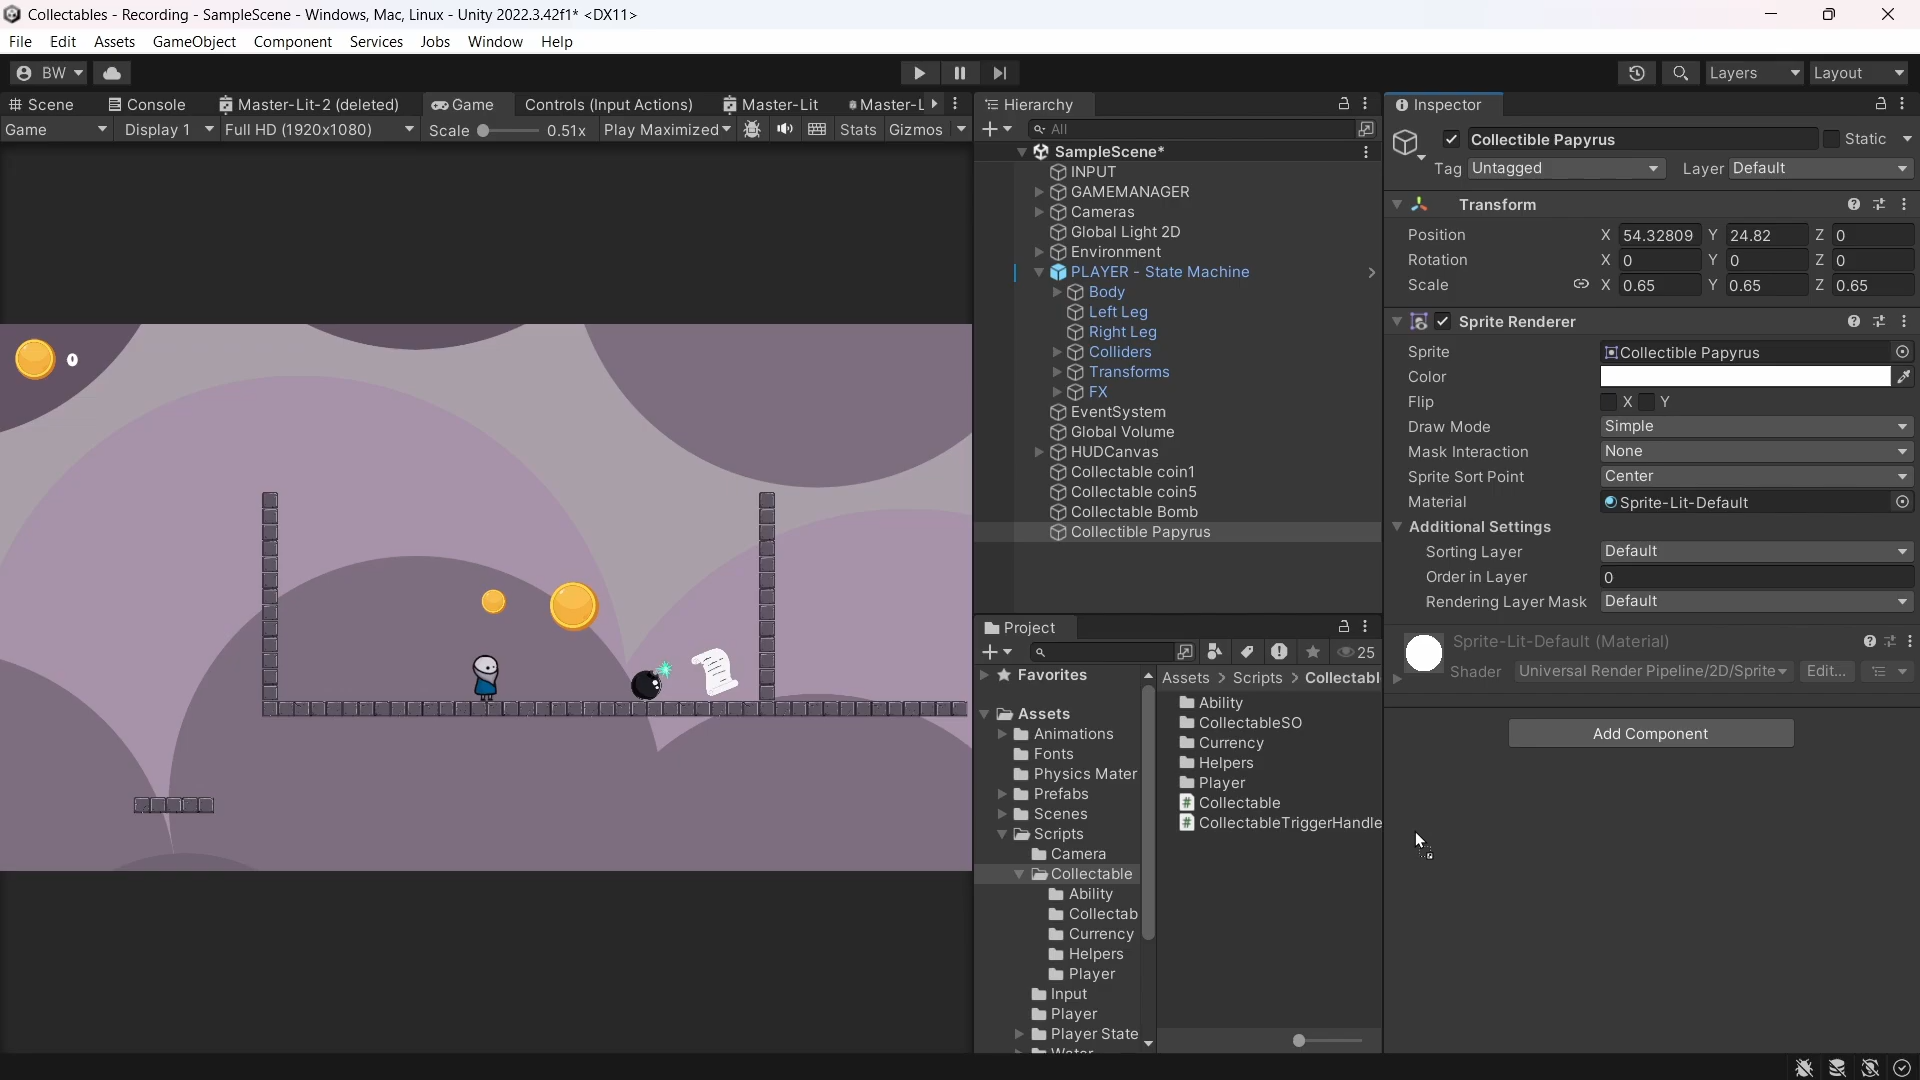 Collectables - Recording - SampleScene - Windows, Mac, Linux - Unity 2022.3.42f1* <DX11>
File Edit Assets GameObject Component Services Jobs Window Help
BW Layers Layout
Scene Console Master-Lit-2 (deleted) Game Controls (Input Actions) Master-Lit *Master-L
Game Display 1 Full HD (1920x1080) Scale 0.51x Play Maximized Stats Gizmos
0
Hierarchy
All
SampleScene*
INPUT
GAMEMANAGER
Cameras
Global Light 2D
Environment
PLAYER - State Machine
Body
Left Leg
Right Leg
Colliders
Transforms
FX
EventSystem
Global Volume
HUDCanvas
Collectable coin1
Collectable coin5
Collectable Bomb
Collectible Papyrus
Project
25
Favorites
Assets
Animations
Fonts
Physics Mater
Prefabs
Scenes
Scripts
Camera
Collectable
Ability
Collectab
Currency
Helpers
Player
Input
Player
Player State
Water
Assets > Scripts > Collectabl
Ability
CollectableSO
Currency
Helpers
Player
Collectable
CollectableTriggerHandle
Inspector
Collectible Papyrus Static
Tag Untagged Layer Default
Transform
Position X 54.32809 Y 24.82 Z 0
Rotation X 0 Y 0 Z 0
Scale X 0.65 Y 0.65 Z 0.65
Sprite Renderer
Sprite Collectible Papyrus
Color
Flip X Y
Draw Mode Simple
Mask Interaction None
Sprite Sort Point Center
Material Sprite-Lit-Default
Additional Settings
Sorting Layer Default
Order in Layer 0
Rendering Layer Mask Default
Sprite-Lit-Default (Material)
Shader Universal Render Pipeline/2D/Sprite Edit...
Add Component